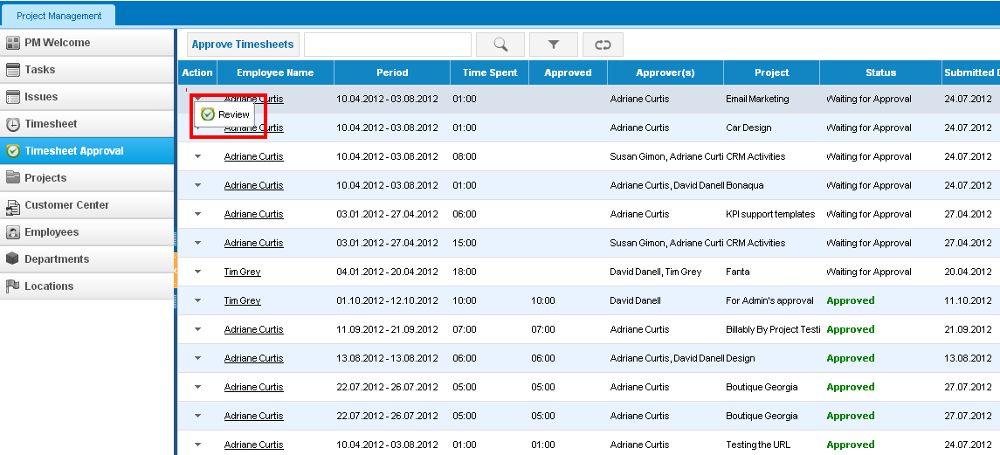 Project Management
PM Welcome
Tasks
Issues
Timesheet
Timesheet Approval
Projects
Customer Center
Employees
Departments
Locations
Approve Timesheets
Action Employee Name Period Time Spent Approved Approver(s) Project Status Submitted D
Adriane Curtis 10.04.2012 - 03.08.2012 01:00 Adriane Curtis Email Marketing Waiting for Approval 24.07.2012
Review
Adriane Curtis 10.04.2012 - 03.08.2012 01:00 Adriane Curtis Car Design Waiting for Approval 24.07.2012
Adriane Curtis 10.04.2012 - 03.08.2012 08:00 Susan Gimon, Adriane Curti CRM Activities Waiting for Approval 24.07.2012
Adriane Curtis 10.04.2012 - 03.08.2012 01:00 Adriane Curtis, David Danell Bonaqua Waiting for Approval 24.07.2012
Adriane Curtis 03.01.2012 - 27.04.2012 06:00 Adriane Curtis KPI support templates Waiting for Approval 27.04.2012
Adriane Curtis 03.01.2012 - 27.04.2012 15:00 Susan Gimon, Adriane Curti CRM Activities Waiting for Approval 27.04.2012
Tim Grey 04.01.2012 - 20.04.2012 18:00 David Danell, Tim Grey Fanta Waiting for Approval 20.04.2012
Tim Grey 01.10.2012 - 12.10.2012 10:00 10:00 David Danell For Admin's approval Approved 11.10.2012
Adriane Curtis 11.09.2012 - 21.09.2012 07:00 07:00 Adriane Curtis Billably By Project Testi Approved 21.09.2012
Adriane Curtis 13.08.2012 - 13.08.2012 06:00 06:00 Adriane Curtis, David Danell Design Approved 13.08.2012
Adriane Curtis 22.07.2012 - 26.07.2012 05:00 05:00 Adriane Curtis Boutique Georgia Approved 27.07.2012
Adriane Curtis 22.07.2012 - 26.07.2012 05:00 05:00 Adriane Curtis Boutique Georgia Approved 27.07.2012
Adriane Curtis 10.04.2012 - 03.08.2012 01:00 01:00 Adriane Curtis Testing the URL Approved 24.07.2012